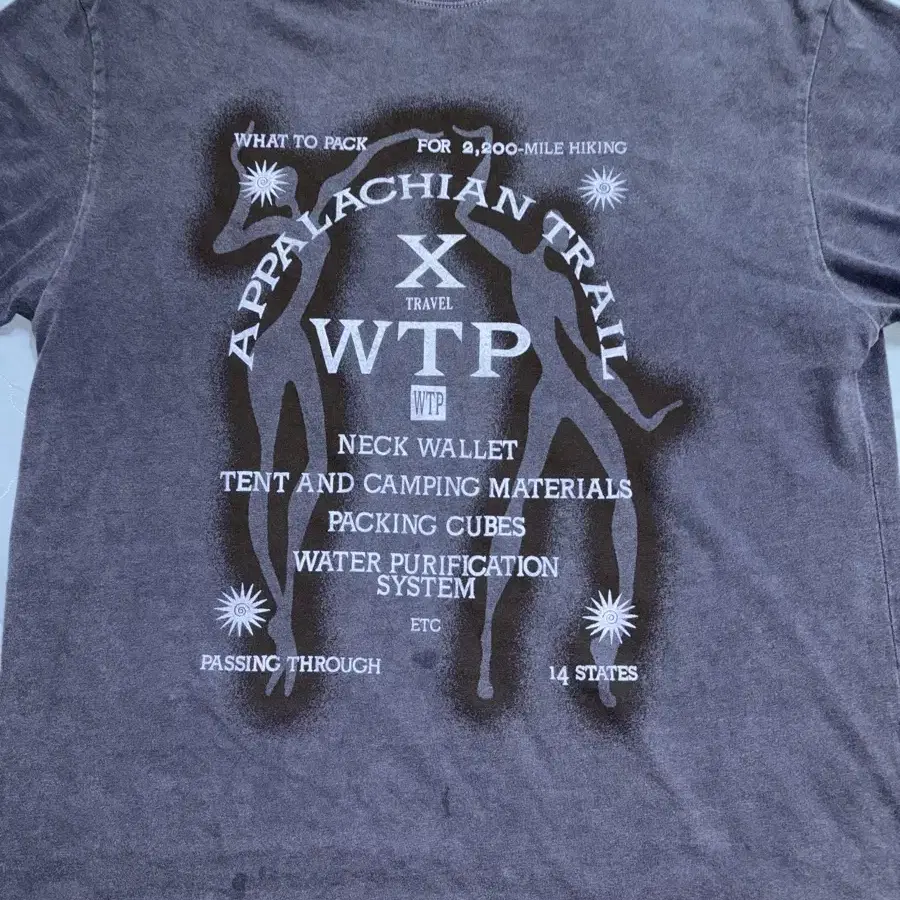 WHAT TO PACK FOR 2,200-MILE HIKING
APPALACHIAN TRAIL
X
TRAVEL
WTP
WTP
NECK WALLET
TENT AND CAMPING MATERIALS
PACKING CUBES
WATER PURIFICATION
SYSTEM
ETC
PASSING THROUGH 14 STATES